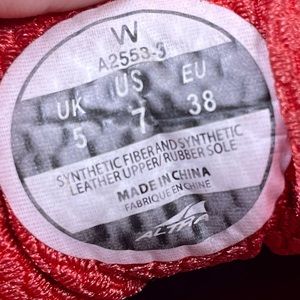 W
A2553-3
UK US EU
5 7 38
SYNTHETIC FIBER AND SYNTHETIC
LEATHER UPPER/ RUBBER SOLE
MADE IN CHINA
FABRIQUE EN CHINE
ALTRA